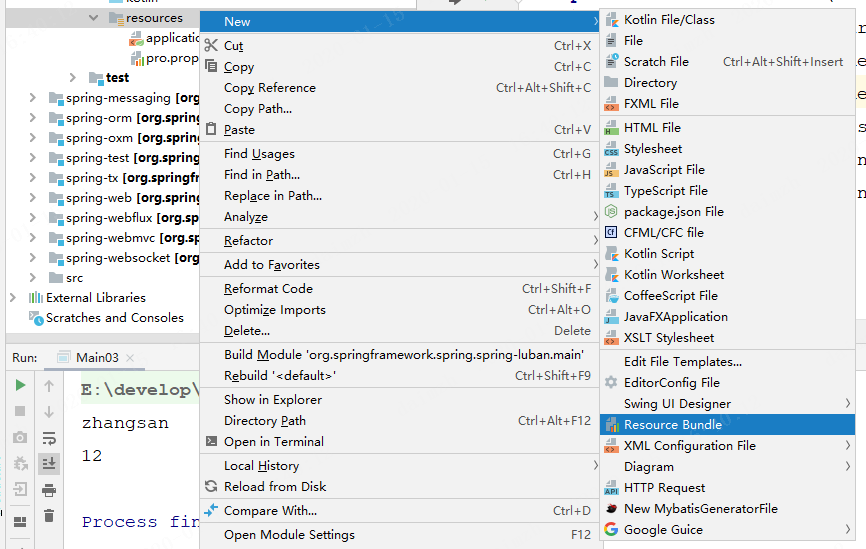 resources
applicatio
pro.prop
test
spring-messaging [org.
spring-orm [org.spring
spring-oxm [org.spring
spring-test [org.spring
spring-tx [org.springfr
spring-web [org.spring
spring-webflux [org.sp
spring-webmvc [org.s
spring-websocket [org
src
External Libraries
Scratches and Consoles
Run: Main03
E:\develop\
zhangsan
12
Process fin
New
Cut Ctrl+X
Copy Ctrl+C
Copy Reference Ctrl+Alt+Shift+C
Copy Path...
Paste Ctrl+V
Find Usages Ctrl+G
Find in Path... Ctrl+H
Replace in Path...
Analyze
Refactor
Add to Favorites
Reformat Code Ctrl+Shift+F
Optimize Imports Ctrl+Alt+O
Delete... Delete
Build Module 'org.springframework.spring.spring-luban.main'
Rebuild '<default>' Ctrl+Shift+F9
Show in Explorer
Directory Path Ctrl+Alt+F12
Open in Terminal
Local History
Reload from Disk
Compare With... Ctrl+D
Open Module Settings F12
Kotlin File/Class
File
Scratch File Ctrl+Alt+Shift+Insert
Directory
FXML File
HTML File
Stylesheet
JavaScript File
TypeScript File
package.json File
CFML/CFC file
Kotlin Script
Kotlin Worksheet
CoffeeScript File
JavaFXApplication
XSLT Stylesheet
Edit File Templates...
EditorConfig File
Swing UI Designer
Resource Bundle
XML Configuration File
Diagram
HTTP Request
New MybatisGeneratorFile
Google Guice